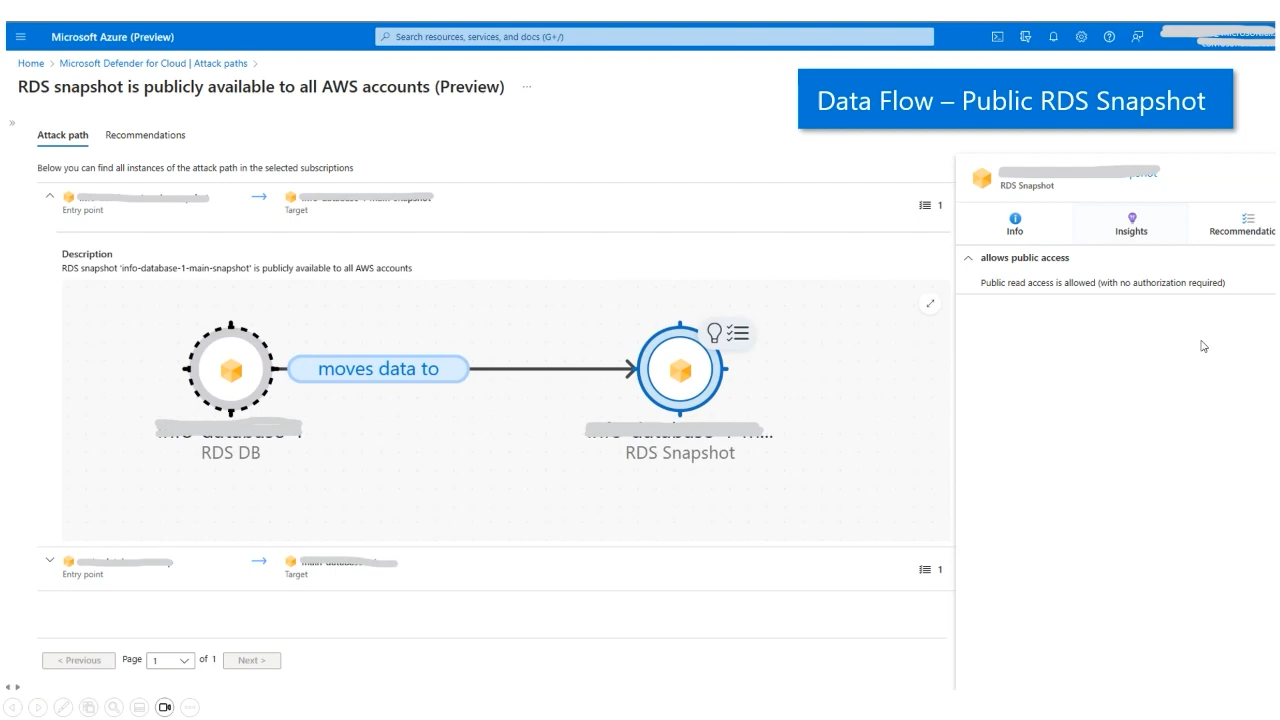 Microsoft Azure (Preview)
Search resources, services, and docs (G+/)
Home > Microsoft Defender for Cloud | Attack paths >
RDS snapshot is publicly available to all AWS accounts (Preview) ...
Data Flow – Public RDS Snapshot
Attack path Recommendations
Below you can find all instances of the attack path in the selected subscriptions
Entry point
Target
1
RDS Snapshot
Info
Insights
Recommendatic
allows public access
Public read access is allowed (with no authorization required)
Description
RDS snapshot 'info-database-1-main-snapshot' is publicly available to all AWS accounts
moves data to
RDS DB
RDS Snapshot
Entry point
Target
1
< Previous Page 1 of 1 Next >